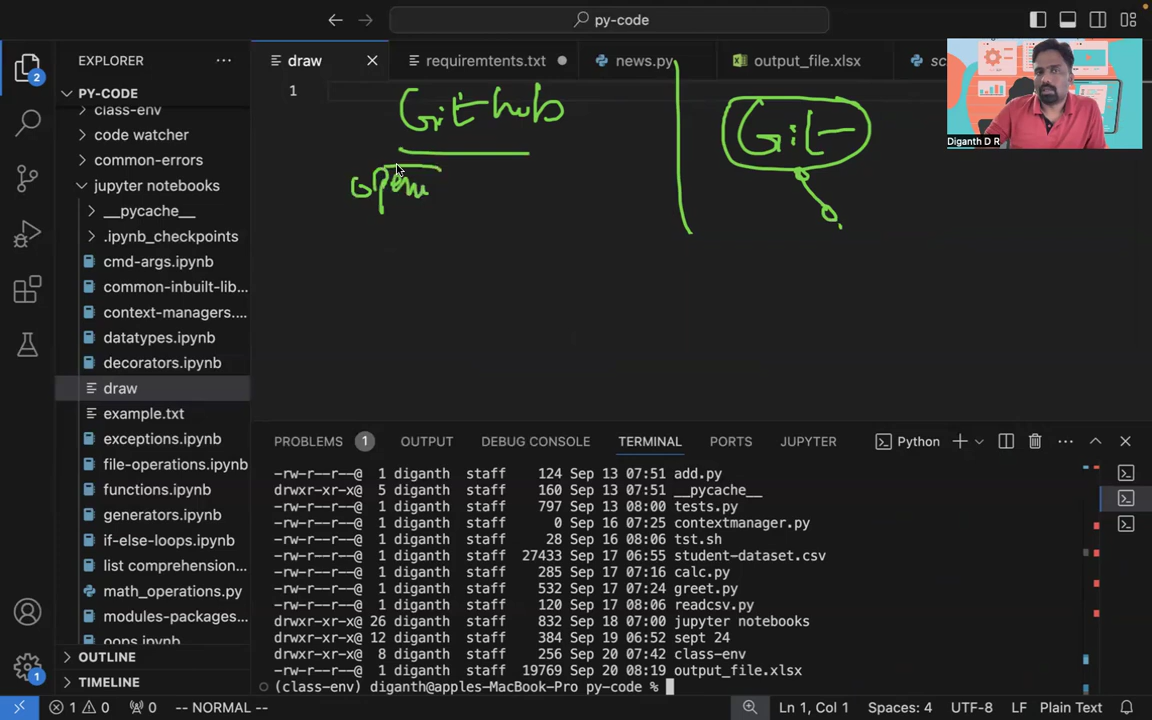 py-code
EXPLORER
PY-CODE
class-env
code watcher
common-errors
jupyter notebooks
__pycache__
.ipynb_checkpoints
cmd-args.ipynb
common-inbuilt-lib...
context-managers....
datatypes.ipynb
decorators.ipynb
draw
example.txt
exceptions.ipynb
file-operations.ipynb
functions.ipynb
generators.ipynb
if-else-loops.ipynb
list comprehension...
math_operations.py
modules-packages...
oops.ipynb
OUTLINE
TIMELINE
2
1
draw requiremtents.txt news.py output_file.xlsx sc
1
Git-hub
open
Git
Diganth D R
PROBLEMS 1 OUTPUT DEBUG CONSOLE TERMINAL PORTS JUPYTER Python
-rw-r--r--@ 1 diganth staff 124 Sep 13 07:51 add.py
drwxr-xr-x@ 5 diganth staff 160 Sep 13 07:51 __pycache__
-rw-r--r--@ 1 diganth staff 797 Sep 13 08:00 tests.py
-rw-r--r--@ 1 diganth staff 0 Sep 16 07:25 contextmanager.py
-rw-r--r--@ 1 diganth staff 28 Sep 16 08:06 tst.sh
-rw-r--r--@ 1 diganth staff 27433 Sep 17 06:55 student-dataset.csv
-rw-r--r--@ 1 diganth staff 285 Sep 17 07:16 calc.py
-rw-r--r--@ 1 diganth staff 532 Sep 17 07:24 greet.py
-rw-r--r--@ 1 diganth staff 120 Sep 17 08:06 readcsv.py
drwxr-xr-x@ 26 diganth staff 832 Sep 18 07:00 jupyter notebooks
drwxr-xr-x@ 12 diganth staff 384 Sep 19 06:52 sept 24
drwxr-xr-x@ 8 diganth staff 256 Sep 20 07:42 class-env
-rw-r--r--@ 1 diganth staff 19769 Sep 20 08:19 output_file.xlsx
(class-env) diganth@apples-MacBook-Pro py-code %
1 0 0 -- NORMAL -- Ln 1, Col 1 Spaces: 4 UTF-8 LF Plain Text